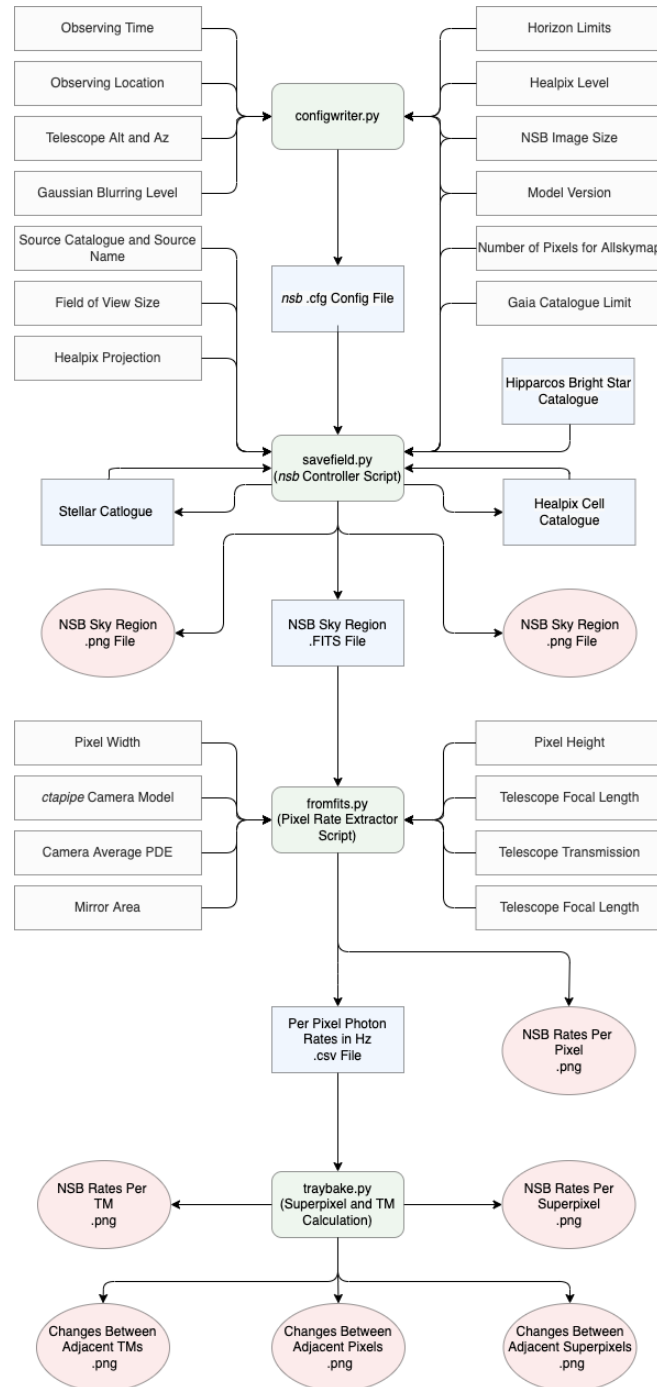 Observing Time
Horizon Limits
Observing Location
Healpix Level
configwriter.py
Telescope Alt and Az
NSB Image Size
Gaussian Blurring Level
Model Version
Source Catalogue and Source
Name
Number of Pixels for Allskymap
nsb .cfg Config File
Field of View Size
Gaia Catalogue Limit
Healpix Projection
Hipparcos Bright Star
Catalogue
savefield.py
(nsb Controller Script)
Stellar Catlogue
Healpix Cell
Catalogue
NSB Sky Region
.png File
NSB Sky Region
.FITS File
NSB Sky Region
.png File
Pixel Width
Pixel Height
ctapipe Camera Model
Telescope Focal Length
fromfits.py
(Pixel Rate Extractor
Script)
Camera Average PDE
Telescope Transmission
Mirror Area
Telescope Focal Length
Per Pixel Photon
Rates in Hz
.csv File
NSB Rates Per
Pixel
.png
NSB Rates Per
TM
.png
traybake.py
(Superpixel and TM
Calculation)
NSB Rates Per
Superpixel
.png
Changes Between
Adjacent TMs
.png
Changes Between
Adjacent Pixels
.png
Changes Between
Adjacent Superpixels
.png